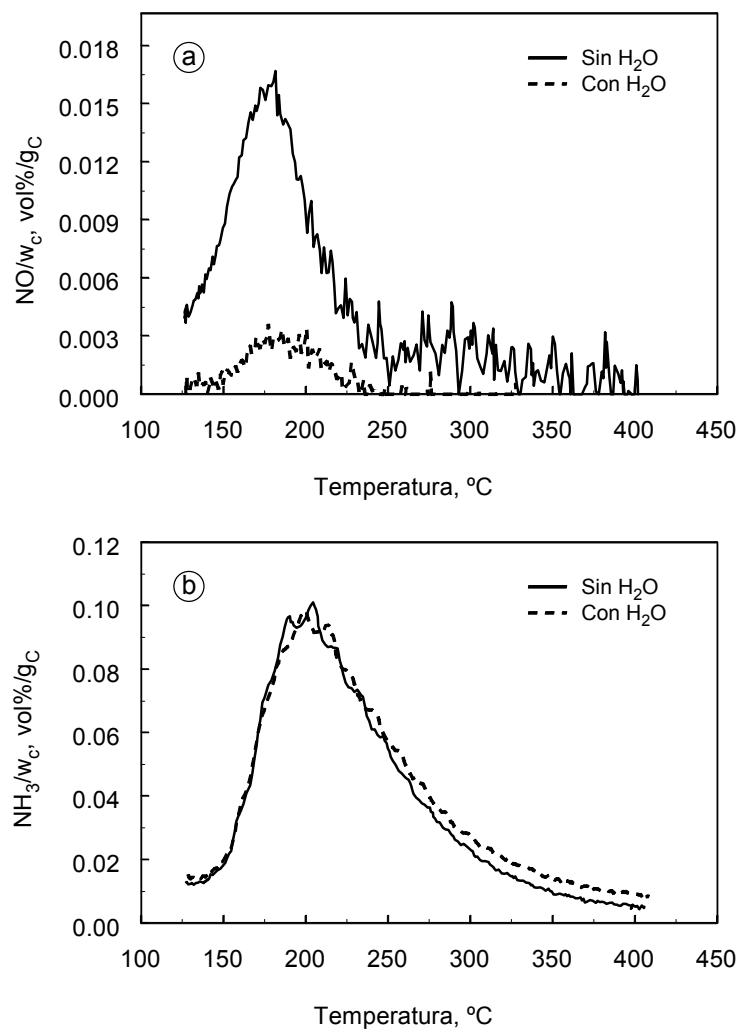 0.018
0.015
0.012
0.009
0.006
0.003
0.000
NO/w_c, vol%/g_C
ⓐ
Sin H₂O
Con H₂O
100 150 200 250 300 350 400 450
Temperatura, ºC
0.12
0.10
0.08
0.06
0.04
0.02
0.00
NH₃/w_c, vol%/g_C
ⓑ
Sin H₂O
Con H₂O
100 150 200 250 300 350 400 450
Temperatura, ºC